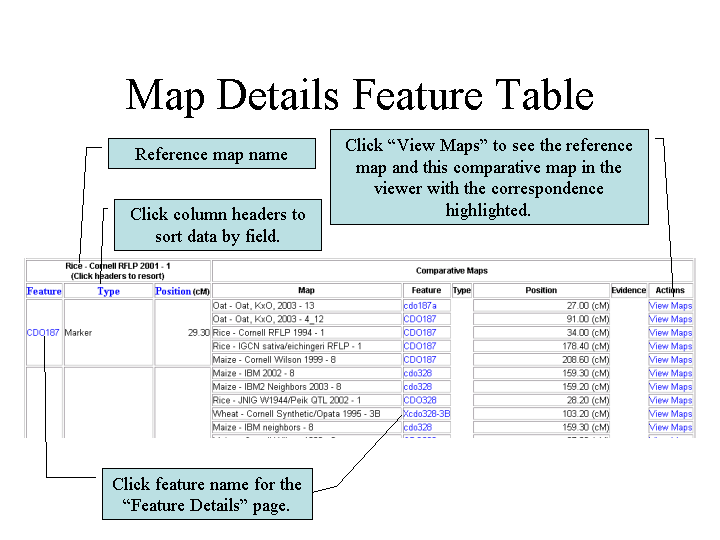 Map Details Feature Table
Reference map name
Click “View Maps” to see the reference
map and this comparative map in the
viewer with the correspondence
highlighted.
Click column headers to
sort data by field.
Rice - Cornell RFLP 2001 - 1
(Click headers to resort)
Comparative Maps
Feature Type Position (cM) Map Feature Type Position Evidence Actions
Oat - Oat, KxO, 2003 - 13 cdo187a 27.00 (cM) View Maps
Oat - Oat, KxO, 2003 - 4_12 CDO187 91.00 (cM) View Maps
CDO187 Marker 29.30 Rice - Cornell RFLP 1994 - 1 CDO187 34.00 (cM) View Maps
Rice - IGCN sativa/eichingeri RFLP - 1 CDO187 178.40 (cM) View Maps
Maize - Cornell Wilson 1999 - 8 CDO187 208.60 (cM) View Maps
Maize - IBM 2002 - 8 cdo328 159.30 (cM) View Maps
Maize - IBM2 Neighbors 2003 - 8 cdo328 159.20 (cM) View Maps
Rice - JNIG W1944/Peik QTL 2002 - 1 CDO328 28.20 (cM) View Maps
Wheat - Cornell Synthetic/Opata 1995 - 3B Xcdo328-3B 103.20 (cM) View Maps
Maize - IBM neighbors - 8 cdo328 159.30 (cM) View Maps
Click feature name for the
“Feature Details” page.